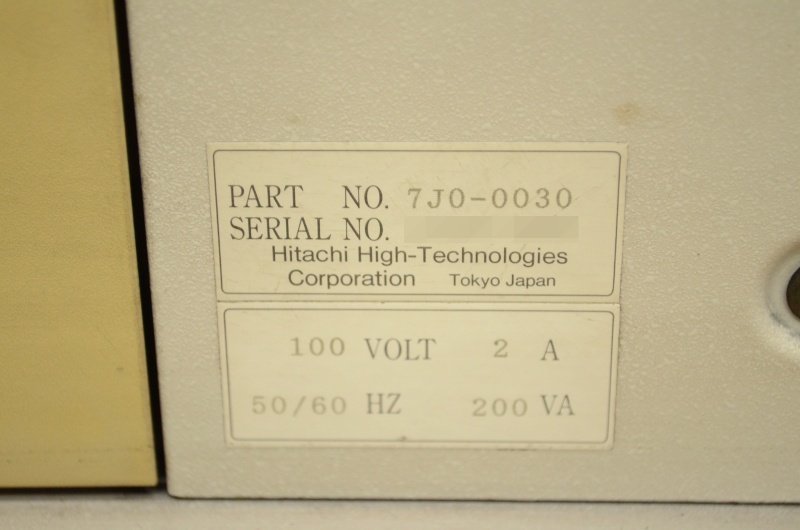 PART NO. 7J0-0030
SERIAL NO.
Hitachi High-Technologies
Corporation Tokyo Japan
100 VOLT 2 A
50/60 HZ 200 VA